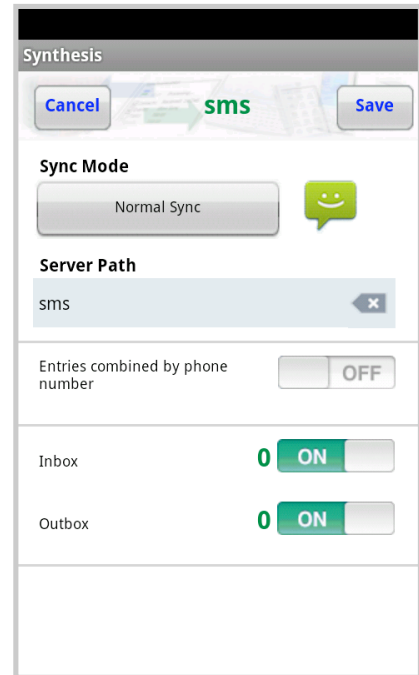 Synthesis
Cancel sms Save
Sync Mode
Normal Sync
Server Path
sms
Entries combined by phone
number
OFF
Inbox 0 ON
Outbox 0 ON